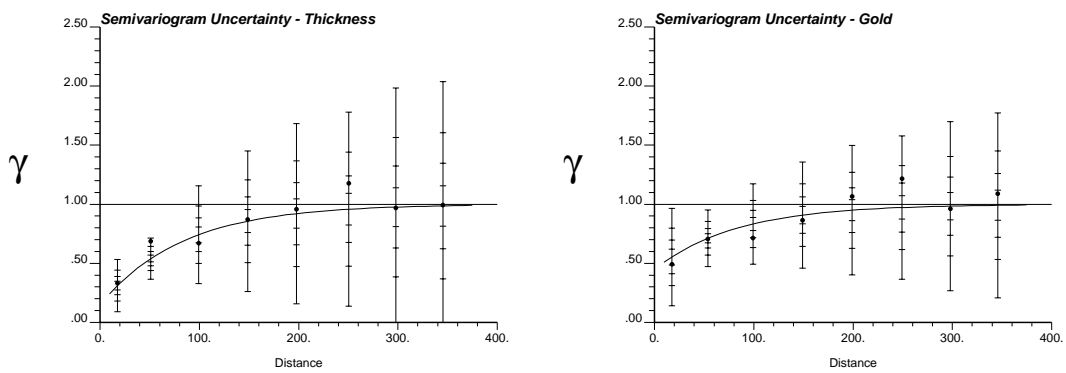 Semivariogram Uncertainty - Thickness
γ
2.50
2.00
1.50
1.00
.50
.00
0. 100. 200. 300. 400.
Distance
Semivariogram Uncertainty - Gold
γ
2.50
2.00
1.50
1.00
.50
.00
0. 100. 200. 300. 400.
Distance